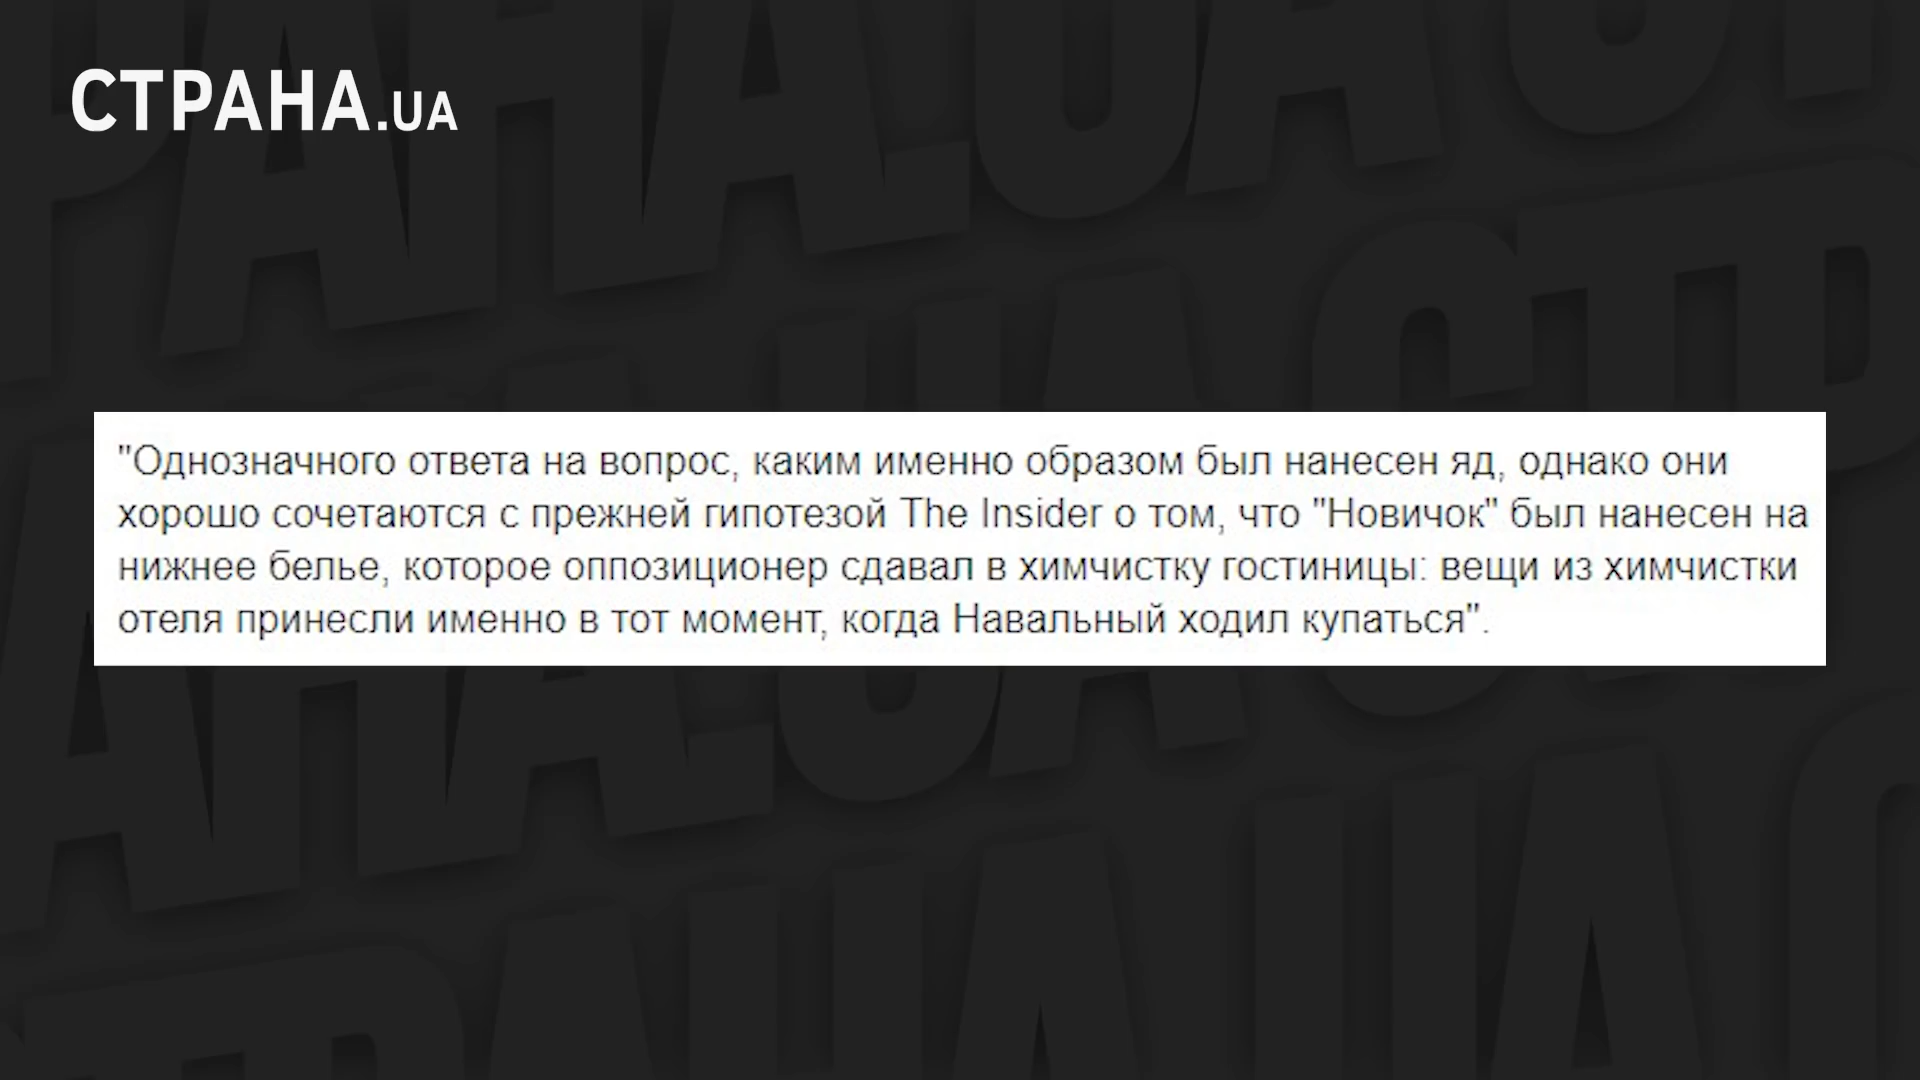 СТРАНА.UA
"Однозначного ответа на вопрос, каким именно образом был нанесен яд, однако они
хорошо сочетаются с прежней гипотезой The Insider о том, что "Новичок" был нанесен на
нижнее белье, которое оппозиционер сдавал в химчистку гостиницы: вещи из химчистки
отеля принесли именно в тот момент, когда Навальный ходил купаться".